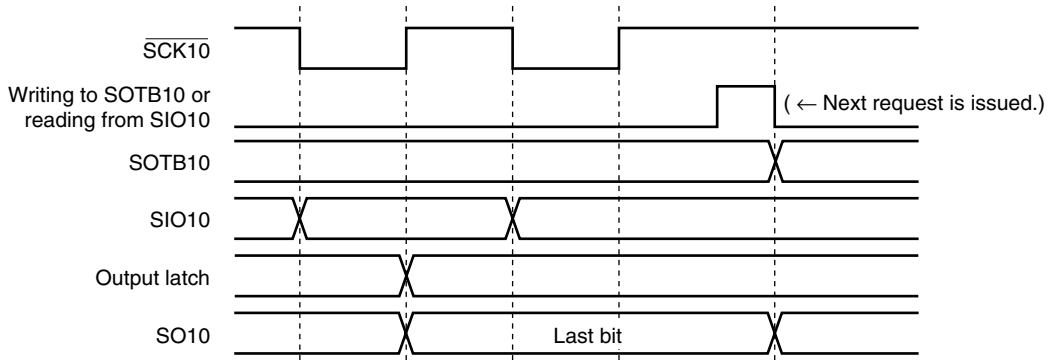 SCK10
Writing to SOTB10 or
reading from SIO10
( ← Next request is issued.)
SOTB10
SIO10
Output latch
SO10
Last bit